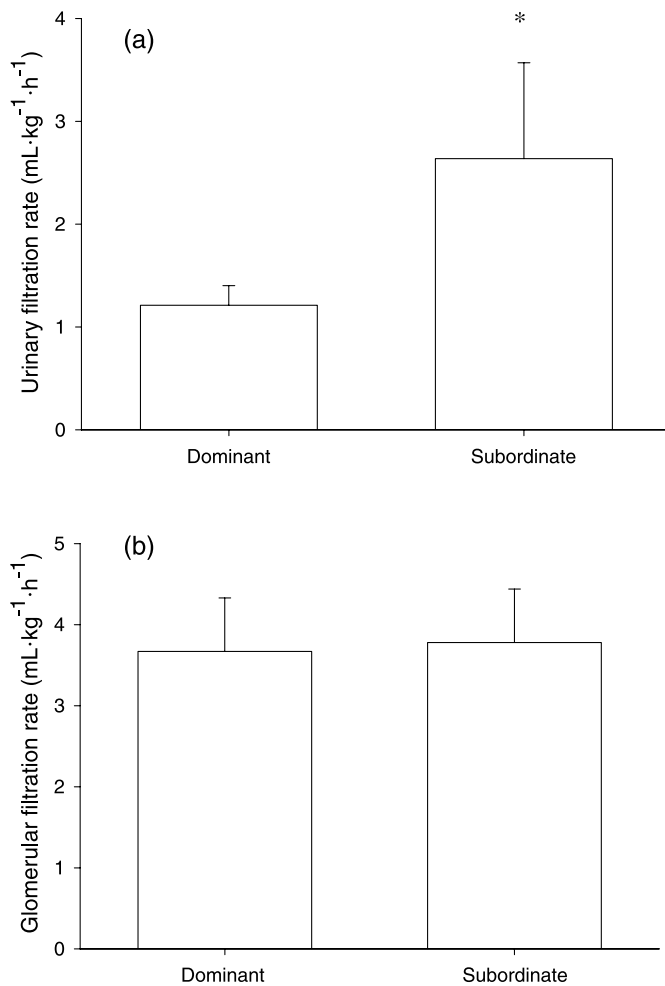 (a)
*
Urinary filtration rate (mL·kg⁻¹·h⁻¹)
4
3
2
1
0
Dominant Subordinate
(b)
Glomerular filtration rate (mL·kg⁻¹·h⁻¹)
5
4
3
2
1
0
Dominant Subordinate